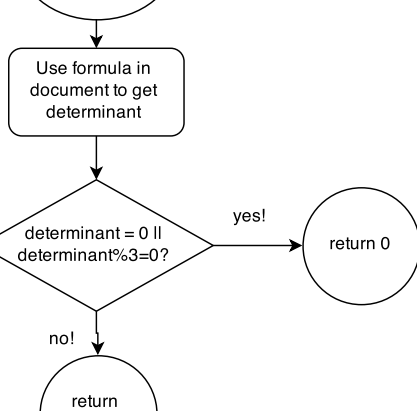 Use formula in
document to get
determinant
determinant = 0 ||
determinant%3=0?
yes!
return 0
no!
return